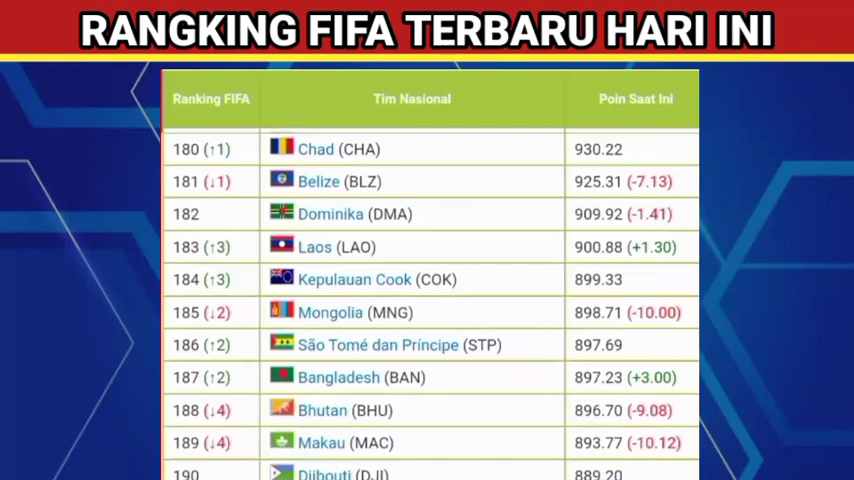 RANGKING FIFA TERBARU HARI INI
Ranking FIFA Tim Nasional Poin Saat Ini
180 (↑1) Chad (CHA) 930.22
181 (↓1) Belize (BLZ) 925.31 (-7.13)
182 Dominika (DMA) 909.92 (-1.41)
183 (↑3) Laos (LAO) 900.88 (+1.30)
184 (↑3) Kepulauan Cook (COK) 899.33
185 (↓2) Mongolia (MNG) 898.71 (-10.00)
186 (↑2) São Tomé dan Príncipe (STP) 897.69
187 (↑2) Bangladesh (BAN) 897.23 (+3.00)
188 (↓4) Bhutan (BHU) 896.70 (-9.08)
189 (↓4) Makau (MAC) 893.77 (-10.12)
190 Djibouti (DJI) 889.20